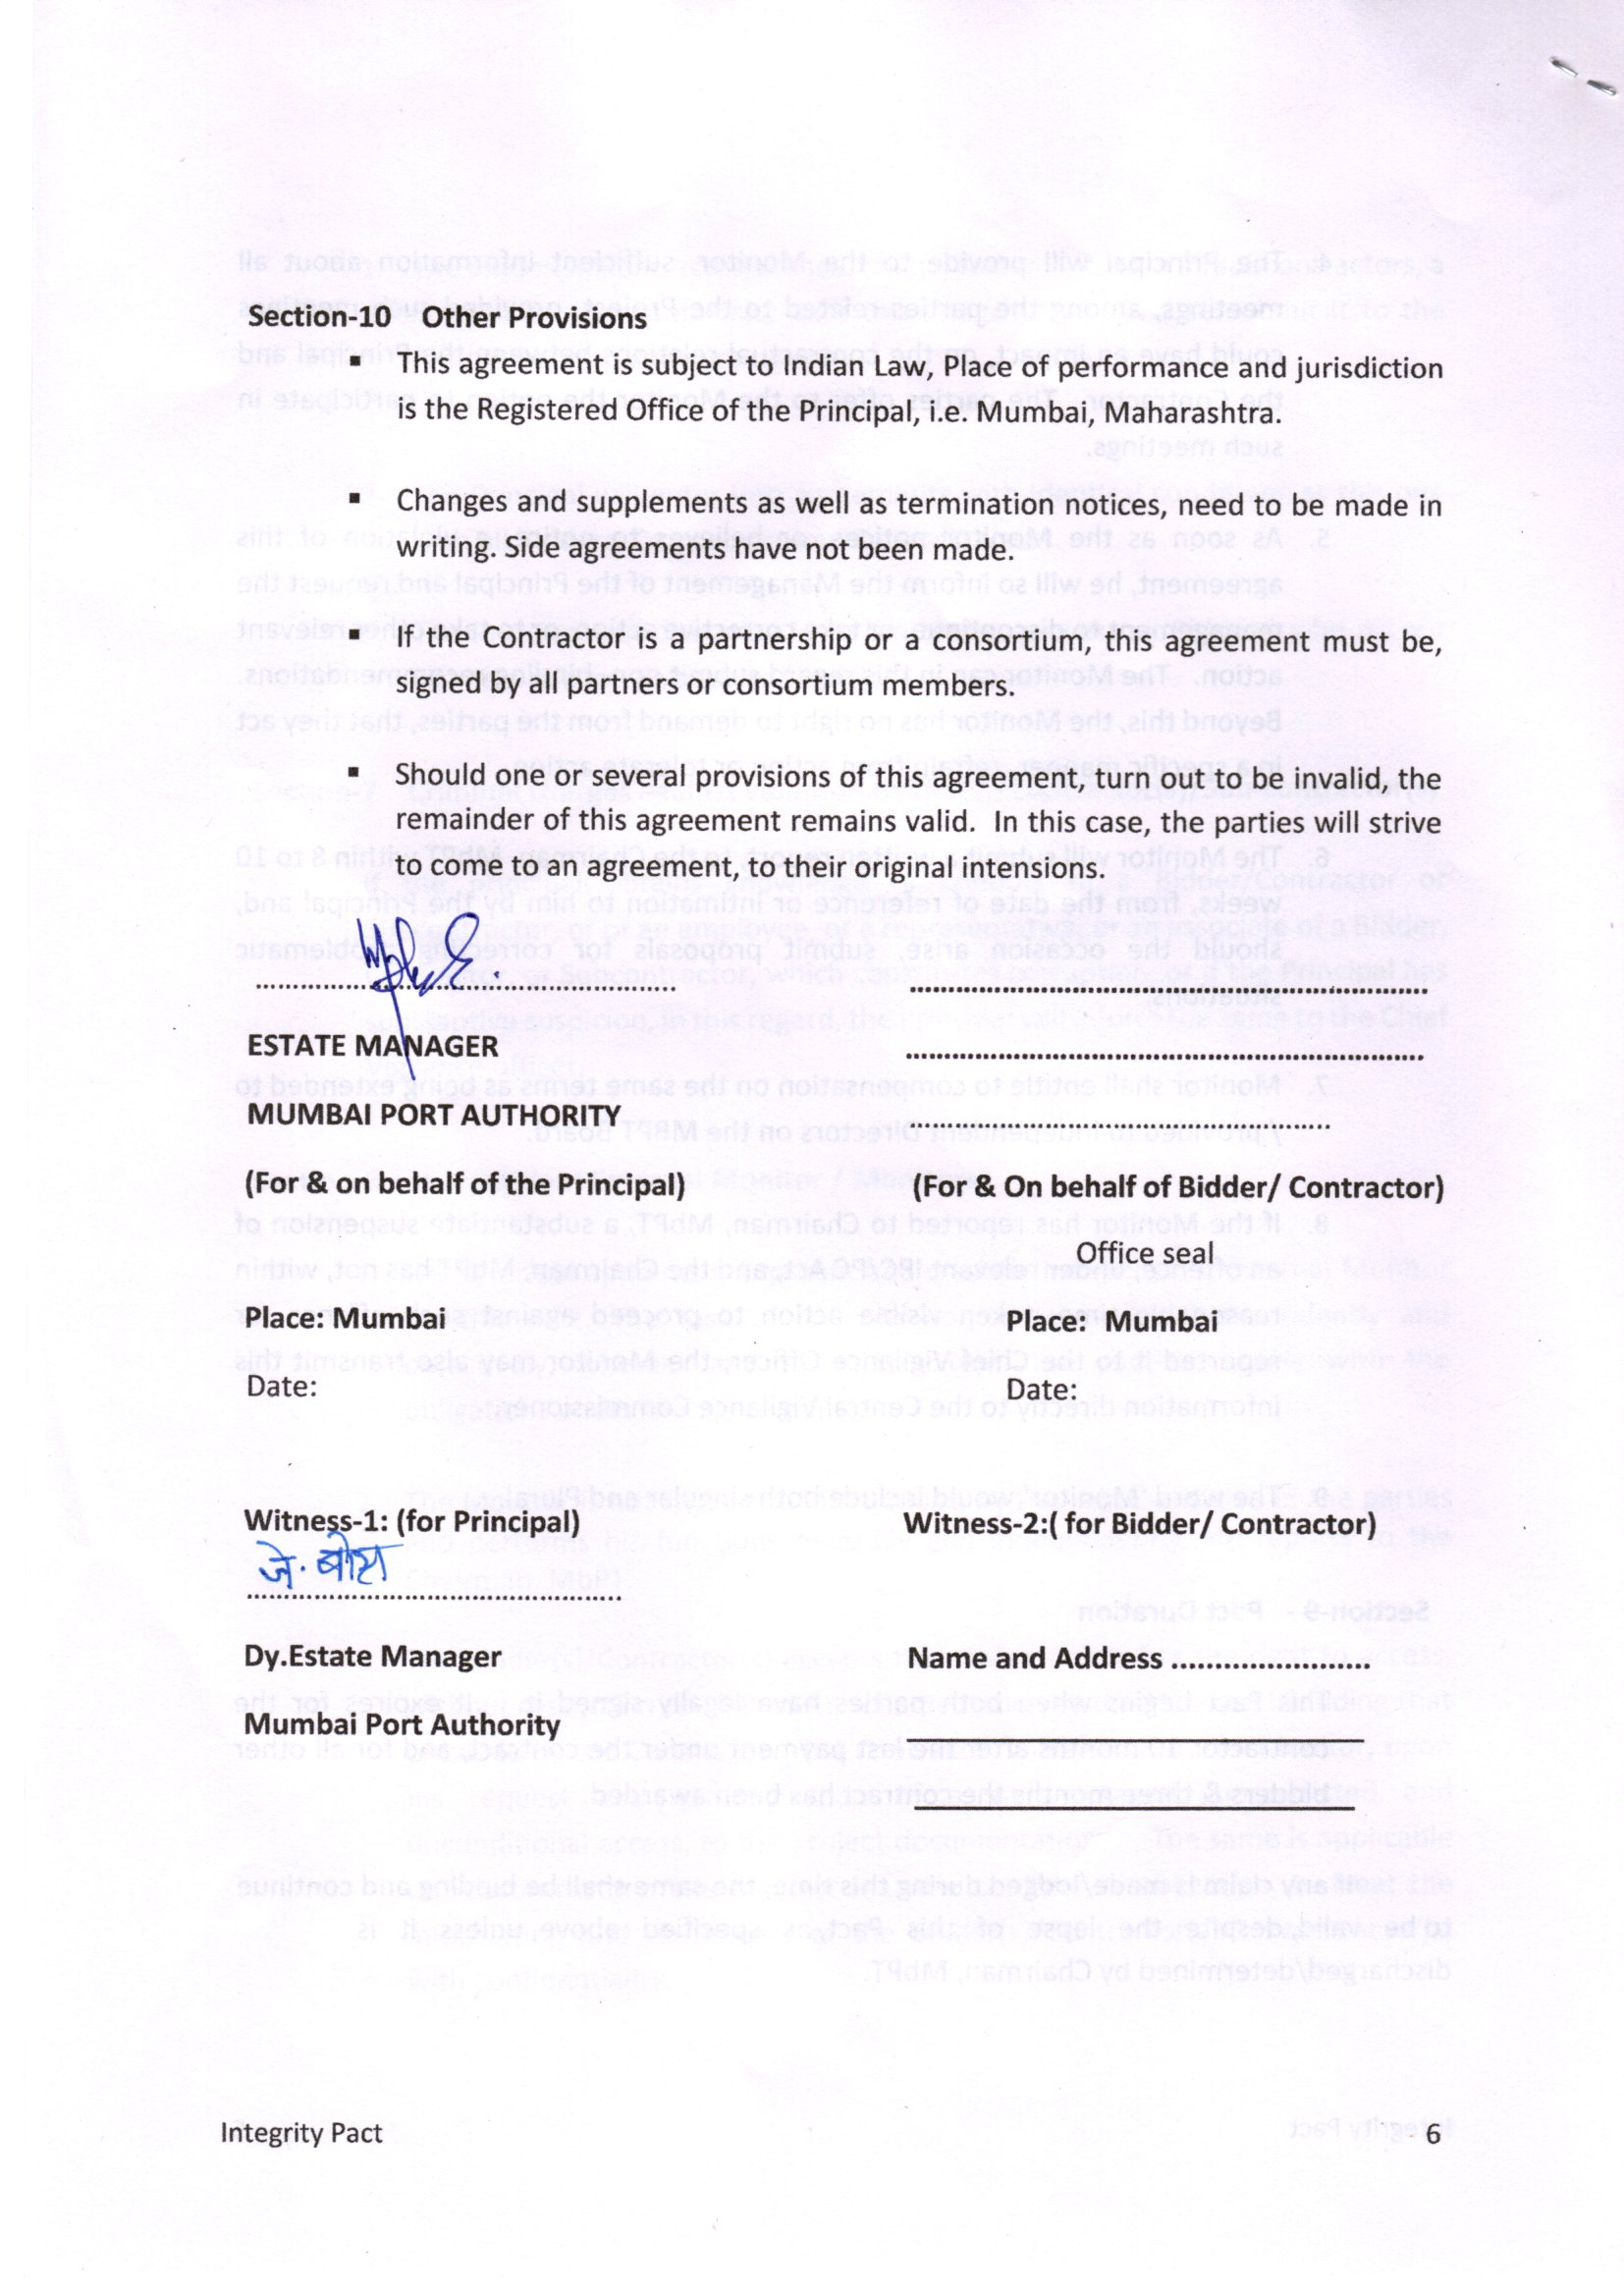 Section-10 Other Provisions
▪ This agreement is subject to Indian Law, Place of performance and jurisdiction
is the Registered Office of the Principal, i.e. Mumbai, Maharashtra.
▪ Changes and supplements as well as termination notices, need to be made in
writing. Side agreements have not been made.
▪ If the Contractor is a partnership or a consortium, this agreement must be,
signed by all partners or consortium members.
▪ Should one or several provisions of this agreement, turn out to be invalid, the
remainder of this agreement remains valid. In this case, the parties will strive
to come to an agreement, to their original intensions.
ESTATE MANAGER
MUMBAI PORT AUTHORITY
(For & on behalf of the Principal) (For & On behalf of Bidder/ Contractor)
Office seal
Place: Mumbai Place: Mumbai
Date: Date:
Witness-1: (for Principal) Witness-2:( for Bidder/ Contractor)
जे. बोरा
Dy.Estate Manager Name and Address ......................
Mumbai Port Authority
Integrity Pact 6